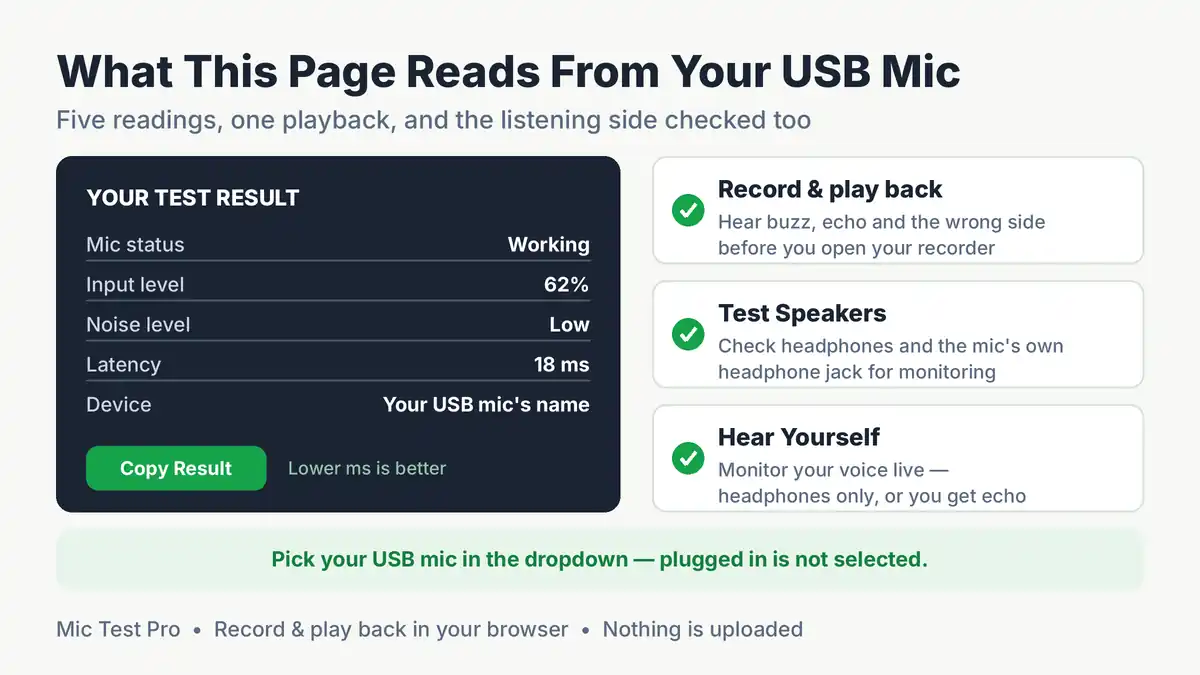 What This Page Reads From Your USB Mic
Five readings, one playback, and the listening side checked too
YOUR TEST RESULT
Mic status Working
Input level 62%
Noise level Low
Latency 18 ms
Device Your USB mic's name
Copy Result Lower ms is better
Record & play back
Hear buzz, echo and the wrong side
before you open your recorder
Test Speakers
Check headphones and the mic's own
headphone jack for monitoring
Hear Yourself
Monitor your voice live —
headphones only, or you get echo
Pick your USB mic in the dropdown — plugged in is not selected.
Mic Test Pro • Record & play back in your browser • Nothing is uploaded